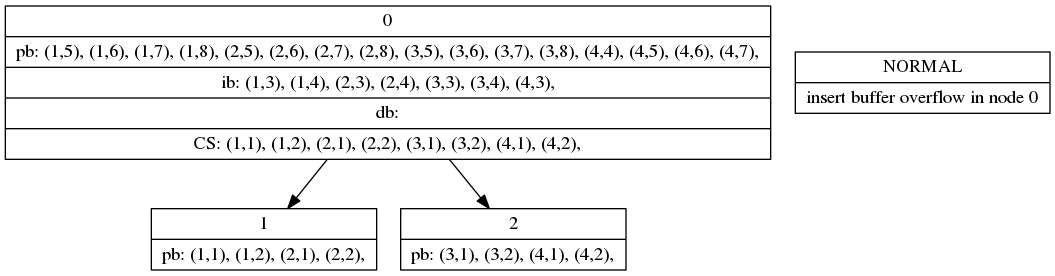 0
pb: (1,5), (1,6), (1,7), (1,8), (2,5), (2,6), (2,7), (2,8), (3,5), (3,6), (3,7), (3,8), (4,4), (4,5), (4,6), (4,7),
ib: (1,3), (1,4), (2,3), (2,4), (3,3), (3,4), (4,3),
db:
CS: (1,1), (1,2), (2,1), (2,2), (3,1), (3,2), (4,1), (4,2),
NORMAL
insert buffer overflow in node 0
1
pb: (1,1), (1,2), (2,1), (2,2),
2
pb: (3,1), (3,2), (4,1), (4,2),